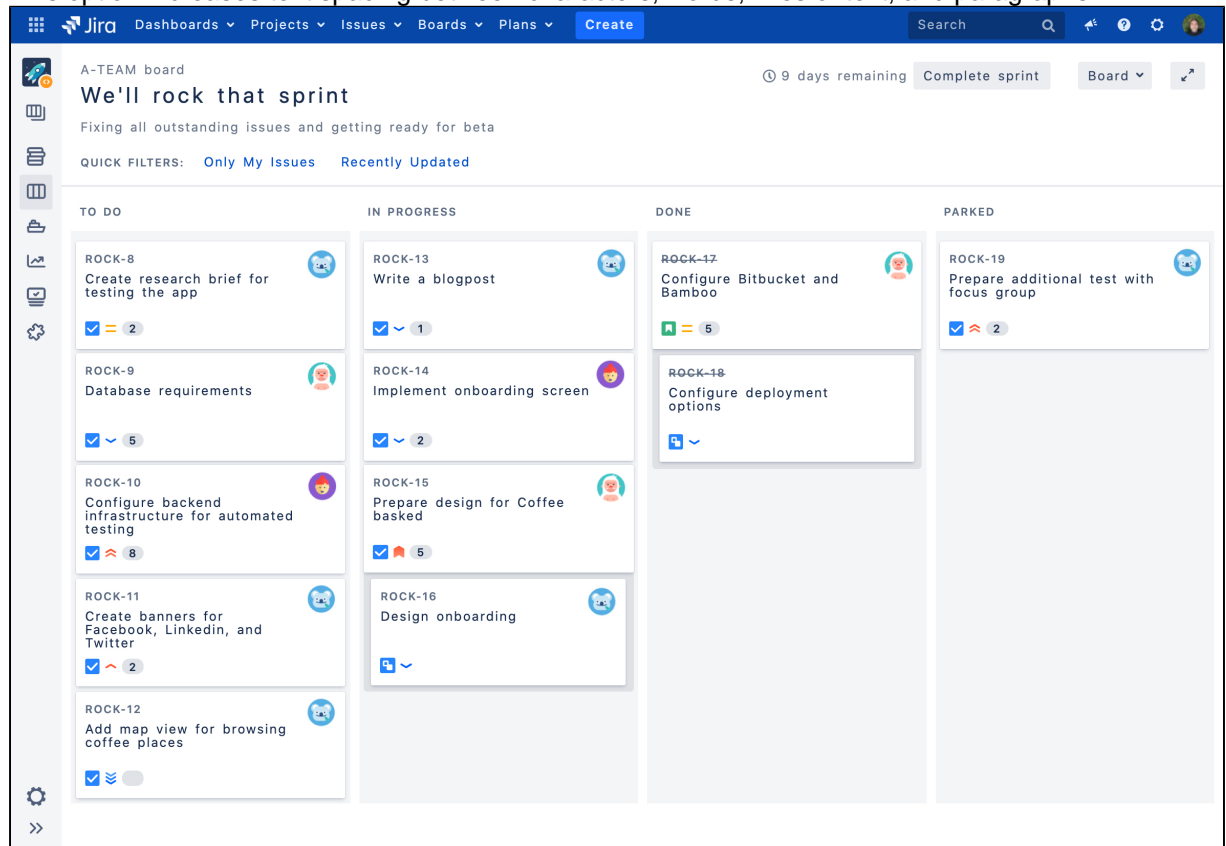 Jira Dashboards Projects Issues Boards Plans Create Search
A-TEAM board
9 days remaining Complete sprint Board
We'll rock that sprint
Fixing all outstanding issues and getting ready for beta
QUICK FILTERS: Only My Issues Recently Updated
TO DO
ROCK-8
Create research brief for
testing the app
2
ROCK-9
Database requirements
5
ROCK-10
Configure backend
infrastructure for automated
testing
8
ROCK-11
Create banners for
Facebook, Linkedin, and
Twitter
2
ROCK-12
Add map view for browsing
coffee places
IN PROGRESS
ROCK-13
Write a blogpost
1
ROCK-14
Implement onboarding screen
2
ROCK-15
Prepare design for Coffee
basked
5
ROCK-16
Design onboarding
DONE
ROCK-17
Configure Bitbucket and
Bamboo
5
ROCK-18
Configure deployment
options
PARKED
ROCK-19
Prepare additional test with
focus group
2